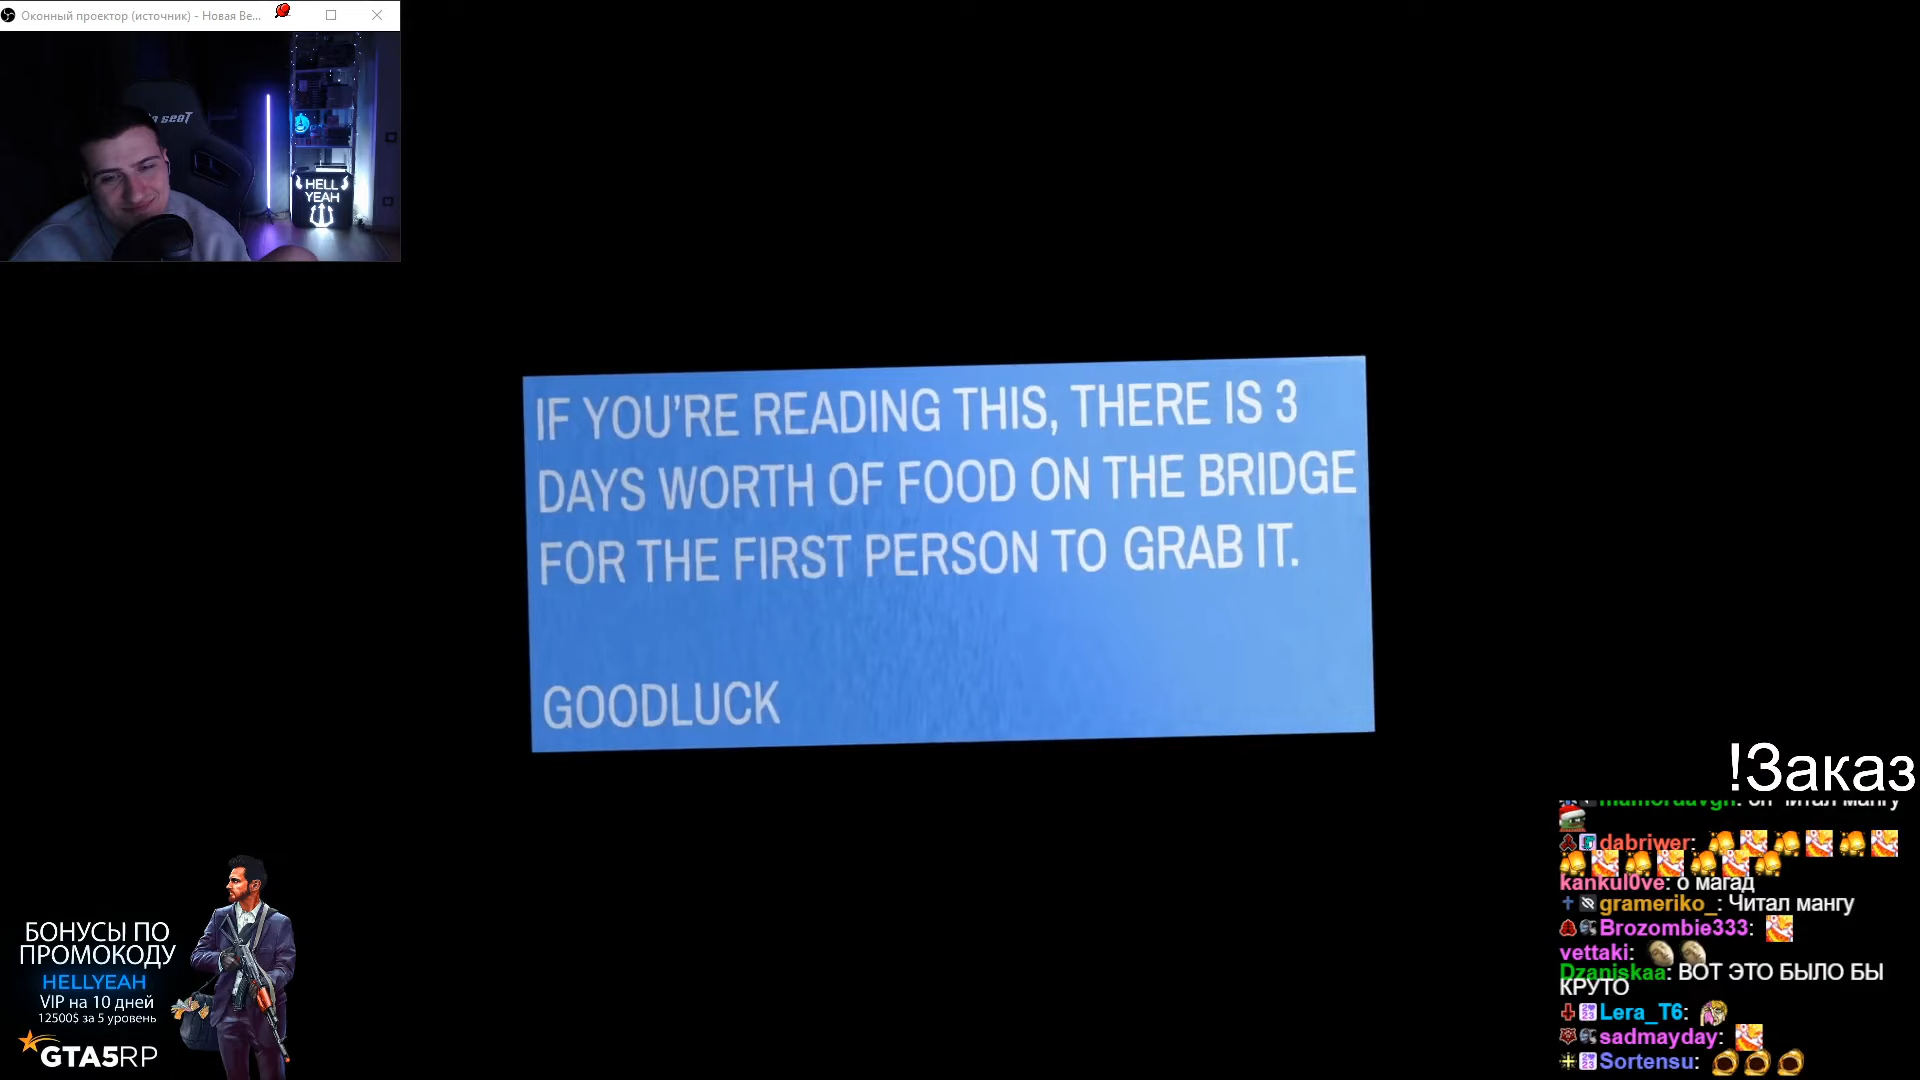 Оконный проектор (источник) - Новая Ве...
seaT
HELL
YEAH
IF YOU'RE READING THIS, THERE IS 3
DAYS WORTH OF FOOD ON THE BRIDGE
FOR THE FIRST PERSON TO GRAB IT.
GOODLUCK
!Заказ
читал мангу
dabriwer:
kankul0ve: о магад
grameriko_: Читал мангу
Brozombie333:
vettaki:
Dzaniskaa: ВОТ ЭТО БЫЛО БЫ
КРУТО
Lera_T6:
sadmayday:
Sortensu:
БОНУСЫ ПО
ПРОМОКОДУ
HELLYEAH
VIP на 10 дней
12500$ за 5 уровень
GTA5RP